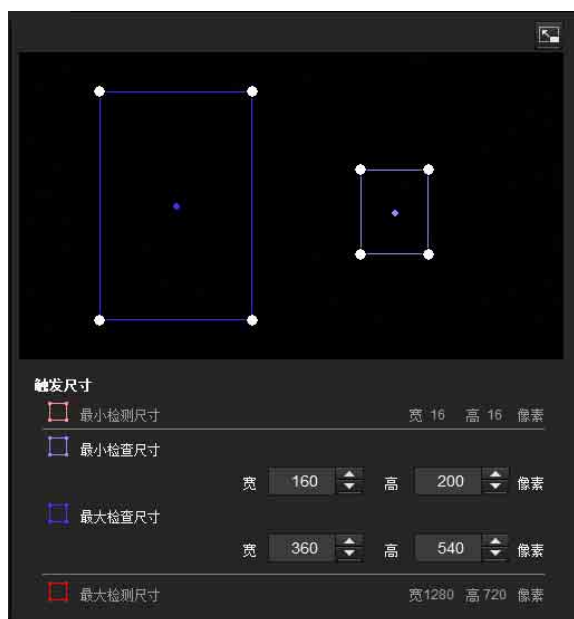 触发尺寸
最小检测尺寸 宽 16 高 16 像素
最小检查尺寸
宽 160 高 200 像素
最大检查尺寸
宽 360 高 540 像素
最大检测尺寸 宽1280 高 720 像素